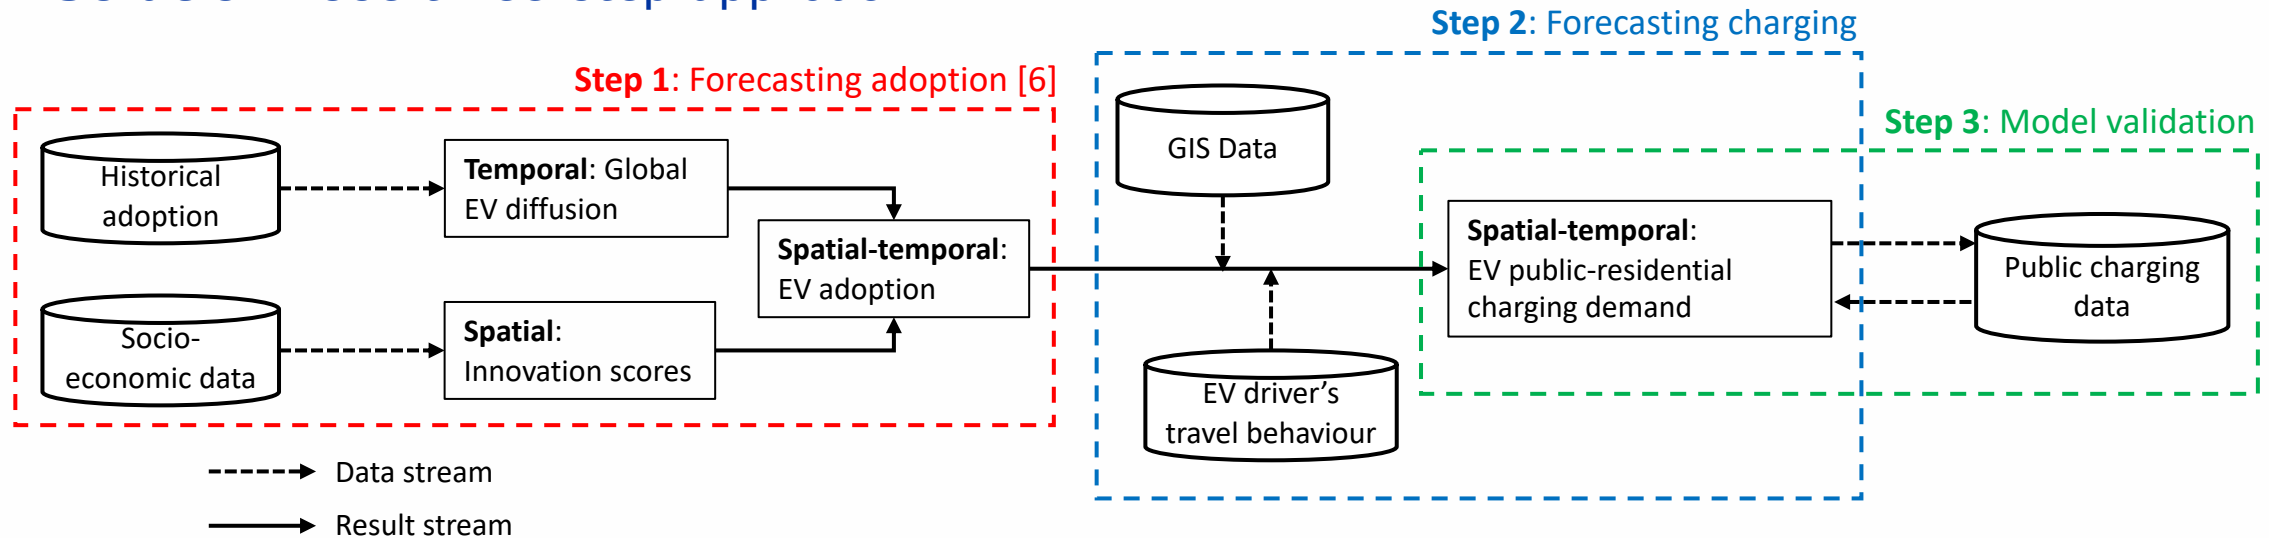 Step 2: Forecasting charging
Step 1: Forecasting adoption [6]
Step 3: Model validation
Historical
adoption
Temporal: Global
EV diffusion
Socio-
economic data
Spatial:
Innovation scores
Spatial-temporal:
EV adoption
GIS Data
EV driver's
travel behaviour
Spatial-temporal:
EV public-residential
charging demand
Public charging
data
Data stream
Result stream